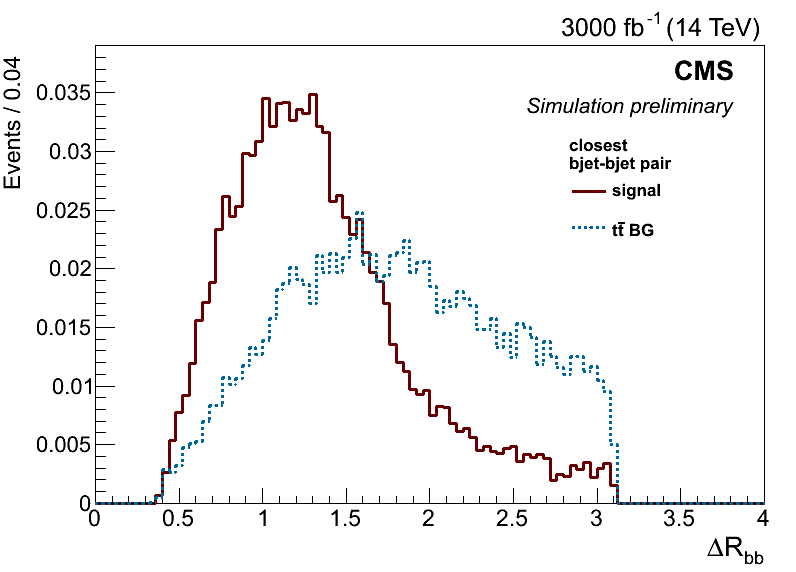 3000 fb⁻¹ (14 TeV)
Events / 0.04
CMS
Simulation preliminary
closest
bjet-bjet pair
signal
tt̄ BG
0.035
0.03
0.025
0.02
0.015
0.01
0.005
0
0 0.5 1 1.5 2 2.5 3 3.5 4
ΔR_bb